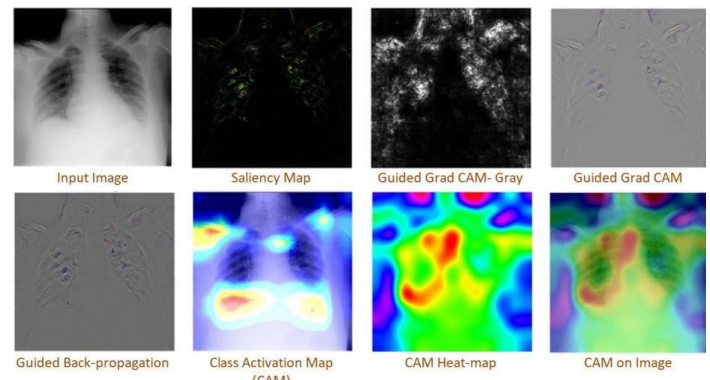 Input Image
Saliency Map
Guided Grad CAM- Gray
Guided Grad CAM
Guided Back-propagation
Class Activation Map
(CAM)
CAM Heat-map
CAM on Image